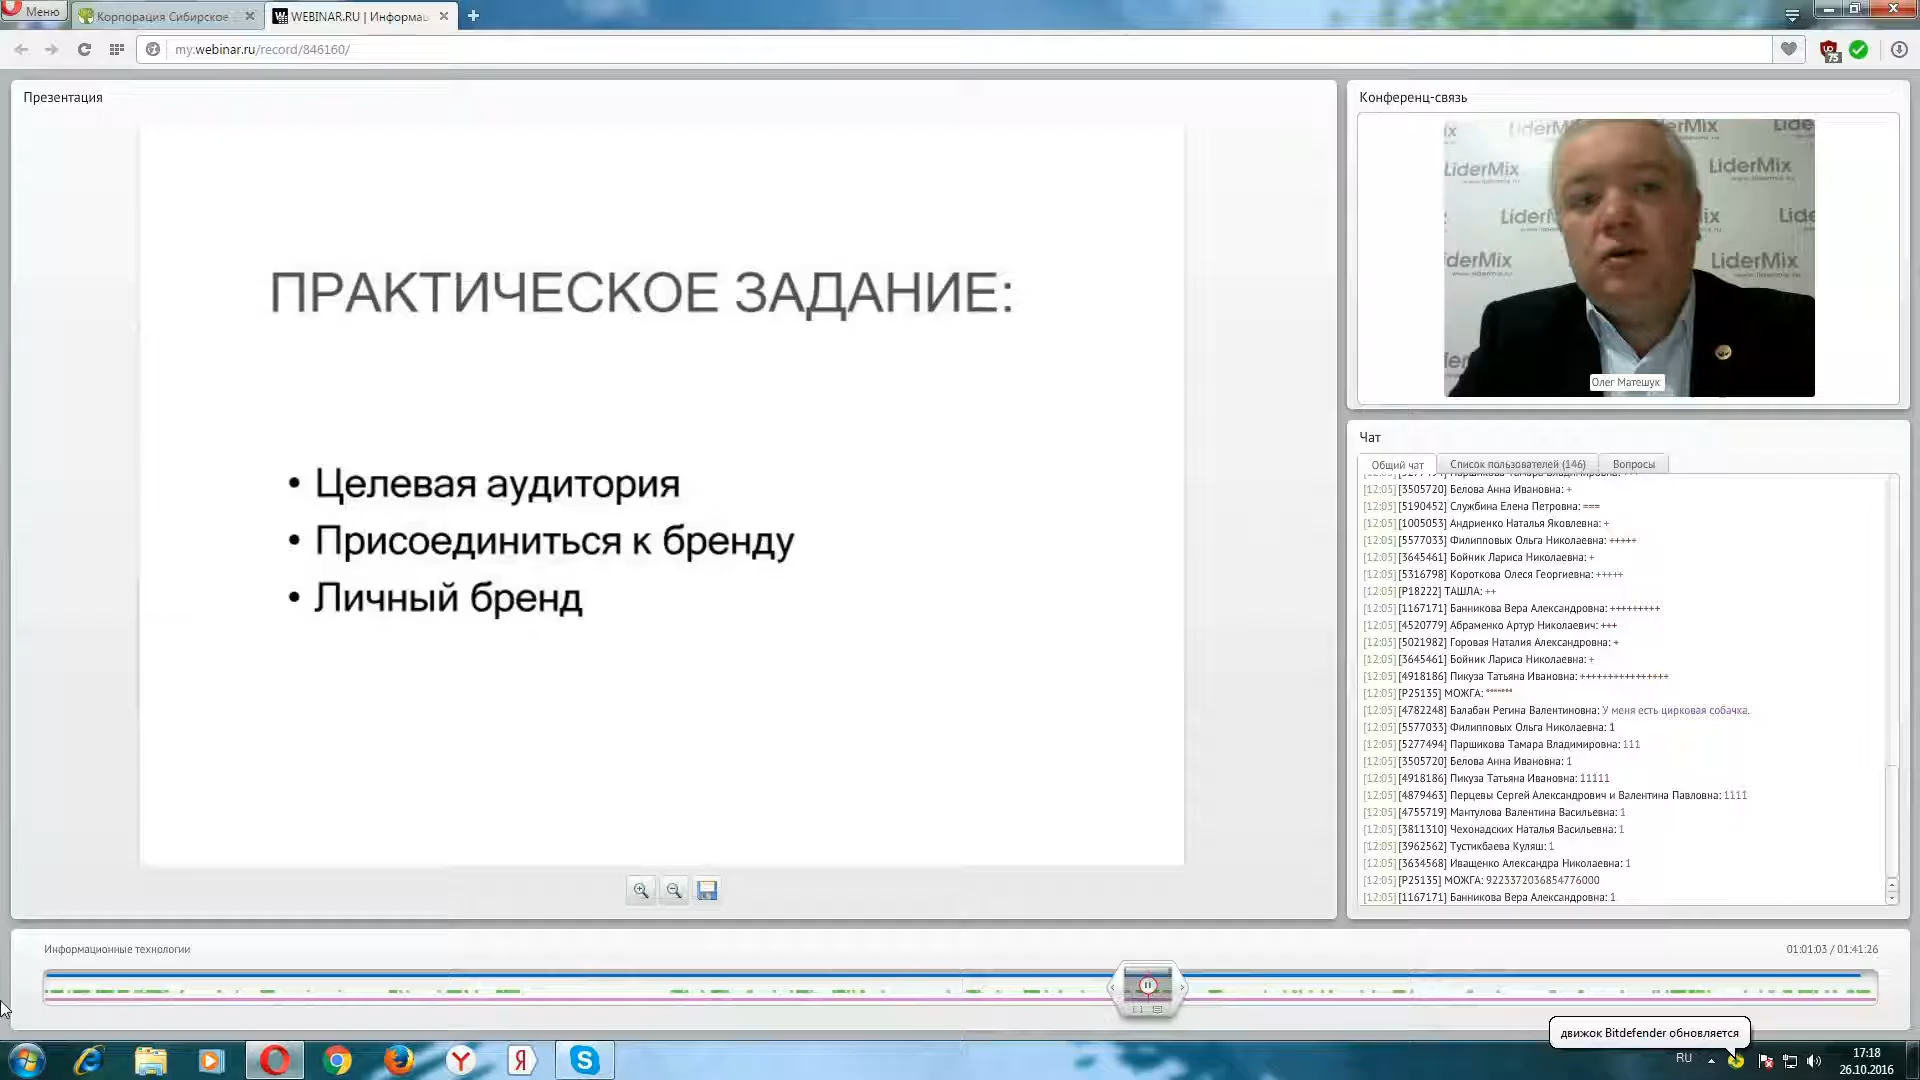 Меню
Корпорация Сибирское
WEBINAR.RU | Информац
my.webinar.ru/record/846160/
75
Презентация
ПРАКТИЧЕСКОЕ ЗАДАНИЕ:
• Целевая аудитория
• Присоединиться к бренду
• Личный бренд
Конференц-связь
LiderMix
LiderMix
LiderMix
Олег Матешук
Чат
Общий чат
Список пользователей (146)
Вопросы
[12:05] [3505720] Белова Анна Ивановна: +
[12:05] [5190452] Службина Елена Петровна: ===
[12:05] [1005053] Андриенко Наталья Яковлевна: +
[12:05] [5577033] Филипповых Ольга Николаевна: +++++
[12:05] [3645461] Бойник Лариса Николаевна: +
[12:05] [5316798] Короткова Олеся Георгиевна: +++++
[12:05] [P18222] ТАШЛА: ++
[12:05] [1167171] Банникова Вера Александровна: +++++++++
[12:05] [4520779] Абраменко Артур Николаевич: +++
[12:05] [5021982] Горовая Наталия Александровна: +
[12:05] [3645461] Бойник Лариса Николаевна: +
[12:05] [4918186] Пикуза Татьяна Ивановна: ++++++++++++++++
[12:05] [P25135] МОЖГА: *******
[12:05] [4782248] Балабан Регина Валентиновна: У меня есть цирковая собачка.
[12:05] [5577033] Филипповых Ольга Николаевна: 1
[12:05] [5277494] Паршикова Тамара Владимировна: 111
[12:05] [3505720] Белова Анна Ивановна: 1
[12:05] [4918186] Пикуза Татьяна Ивановна: 11111
[12:05] [4879463] Перцевы Сергей Александрович и Валентина Павловна: 1111
[12:05] [4755719] Мантулова Валентина Васильевна: 1
[12:05] [3811310] Чехонадских Наталья Васильевна: 1
[12:05] [3962562] Тустикбаева Куляш: 1
[12:05] [3634568] Иващенко Александра Николаевна: 1
[12:05] [P25135] МОЖГА: 9223372036854776000
[12:05] [1167171] Банникова Вера Александровна: 1
Информационные технологии
01:01:03 / 01:41:26
движок Bitdefender обновляется
RU
17:18
26.10.2016